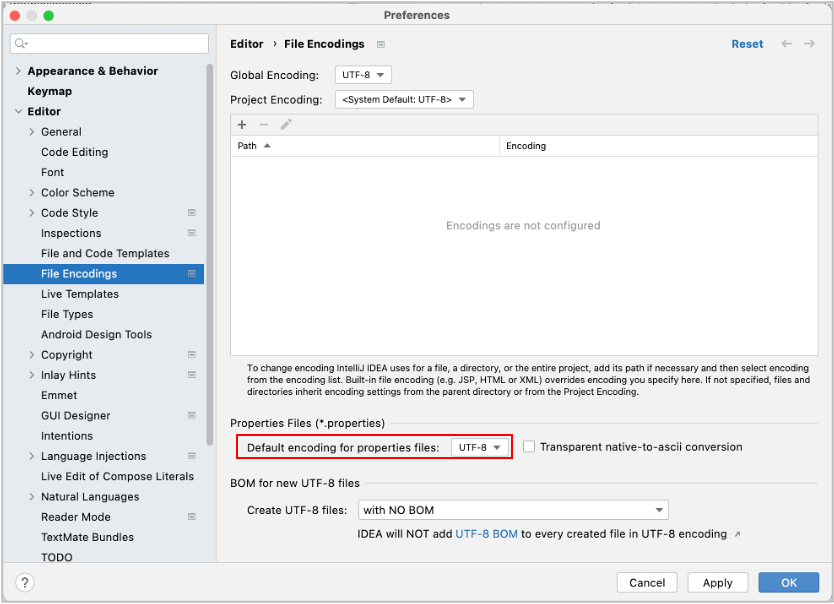 Preferences
Editor › File Encodings
Reset
Appearance & Behavior
Keymap
Editor
General
Code Editing
Font
Color Scheme
Code Style
Inspections
File and Code Templates
File Encodings
Live Templates
File Types
Android Design Tools
Copyright
Inlay Hints
Emmet
GUI Designer
Intentions
Language Injections
Live Edit of Compose Literals
Natural Languages
Reader Mode
TextMate Bundles
TODO
Global Encoding: UTF-8
Project Encoding: <System Default: UTF-8>
Path Encoding
Encodings are not configured
To change encoding IntelliJ IDEA uses for a file, a directory, or the entire project, add its path if necessary and then select encoding
from the encoding list. Built-in file encoding (e.g. JSP, HTML or XML) overrides encoding you specify here. If not specified, files and
directories inherit encoding settings from the parent directory or from the Project Encoding.
Properties Files (*.properties)
Default encoding for properties files: UTF-8 Transparent native-to-ascii conversion
BOM for new UTF-8 files
Create UTF-8 files: with NO BOM
IDEA will NOT add UTF-8 BOM to every created file in UTF-8 encoding ↗
?
Cancel
Apply
OK